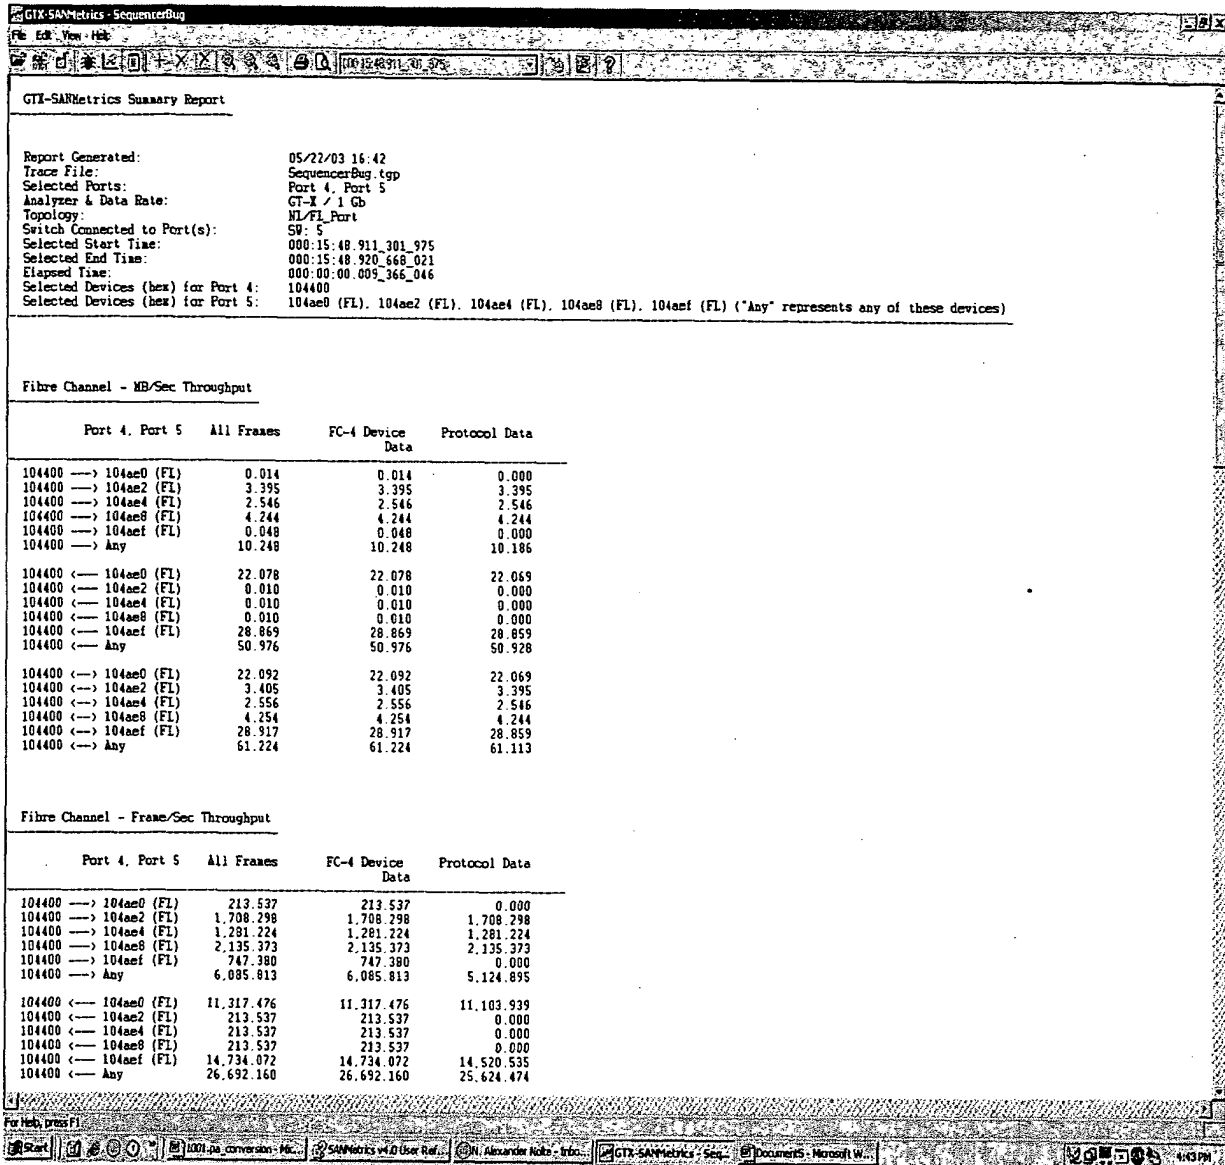 GTX-SANMetrics - SequencerBug
File Edit View Help
000:15:48.911_301_975
GTX-SANMetrics Summary Report
Report Generated: 05/22/03 16:42
Trace File: SequencerBug.tgp
Selected Ports: Port 4, Port 5
Analyzer & Data Rate: GT-X / 1 Gb
Topology: NL/FL_Port
Switch Connected to Port(s): SW: 5
Selected Start Time: 000:15:48.911_301_975
Selected End Time: 000:15:48.920_668_021
Elapsed Time: 000:00:00.009_366_046
Selected Devices (hex) for Port 4: 104400
Selected Devices (hex) for Port 5: 104ae0 (FL), 104ae2 (FL), 104ae4 (FL), 104ae8 (FL), 104aef (FL) ("Any" represents any of these devices)
Fibre Channel - MB/Sec Throughput
Port 4, Port 5 All Frames FC-4 Device Data Protocol Data
104400 ---> 104ae0 (FL) 0.014 0.014 0.000
104400 ---> 104ae2 (FL) 3.395 3.395 3.395
104400 ---> 104ae4 (FL) 2.546 2.546 2.546
104400 ---> 104ae8 (FL) 4.244 4.244 4.244
104400 ---> 104aef (FL) 0.048 0.048 0.000
104400 ---> Any 10.248 10.248 10.186
104400 <--- 104ae0 (FL) 22.078 22.078 22.069
104400 <--- 104ae2 (FL) 0.010 0.010 0.000
104400 <--- 104ae4 (FL) 0.010 0.010 0.000
104400 <--- 104ae8 (FL) 0.010 0.010 0.000
104400 <--- 104aef (FL) 28.869 28.869 28.859
104400 <--- Any 50.976 50.976 50.928
104400 <--> 104ae0 (FL) 22.092 22.092 22.069
104400 <--> 104ae2 (FL) 3.405 3.405 3.395
104400 <--> 104ae4 (FL) 2.556 2.556 2.546
104400 <--> 104ae8 (FL) 4.254 4.254 4.244
104400 <--> 104aef (FL) 28.917 28.917 28.859
104400 <--> Any 61.224 61.224 61.113
Fibre Channel - Frame/Sec Throughput
Port 4, Port 5 All Frames FC-4 Device Data Protocol Data
104400 ---> 104ae0 (FL) 213.537 213.537 0.000
104400 ---> 104ae2 (FL) 1,708.298 1,708.298 1,708.298
104400 ---> 104ae4 (FL) 1,281.224 1,281.224 1,281.224
104400 ---> 104ae8 (FL) 2,135.373 2,135.373 2,135.373
104400 ---> 104aef (FL) 747.380 747.380 0.000
104400 ---> Any 6,085.813 6,085.813 5,124.895
104400 <--- 104ae0 (FL) 11,317.476 11,317.476 11,103.939
104400 <--- 104ae2 (FL) 213.537 213.537 0.000
104400 <--- 104ae4 (FL) 213.537 213.537 0.000
104400 <--- 104ae8 (FL) 213.537 213.537 0.000
104400 <--- 104aef (FL) 14,734.072 14,734.072 14,520.535
104400 <--- Any 26,692.160 26,692.160 25,624.474
For Help, press F1
Start 1001.pa_conversion - Mic... SANMetrics v4.0 User Ref... N. Alexander Nolte - Inbo... GTX-SANMetrics - Seq... Document5 - Microsoft W... 4:43 PM